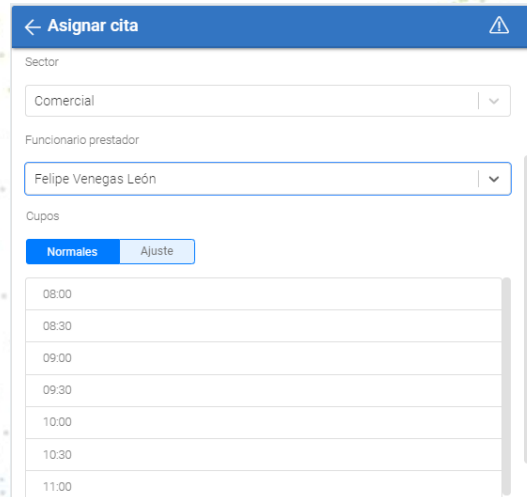 Asignar cita
Sector
Comercial
Funcionario prestador
Felipe Venegas León
Cupos
Normales Ajuste
08:00
08:30
09:00
09:30
10:00
10:30
11:00